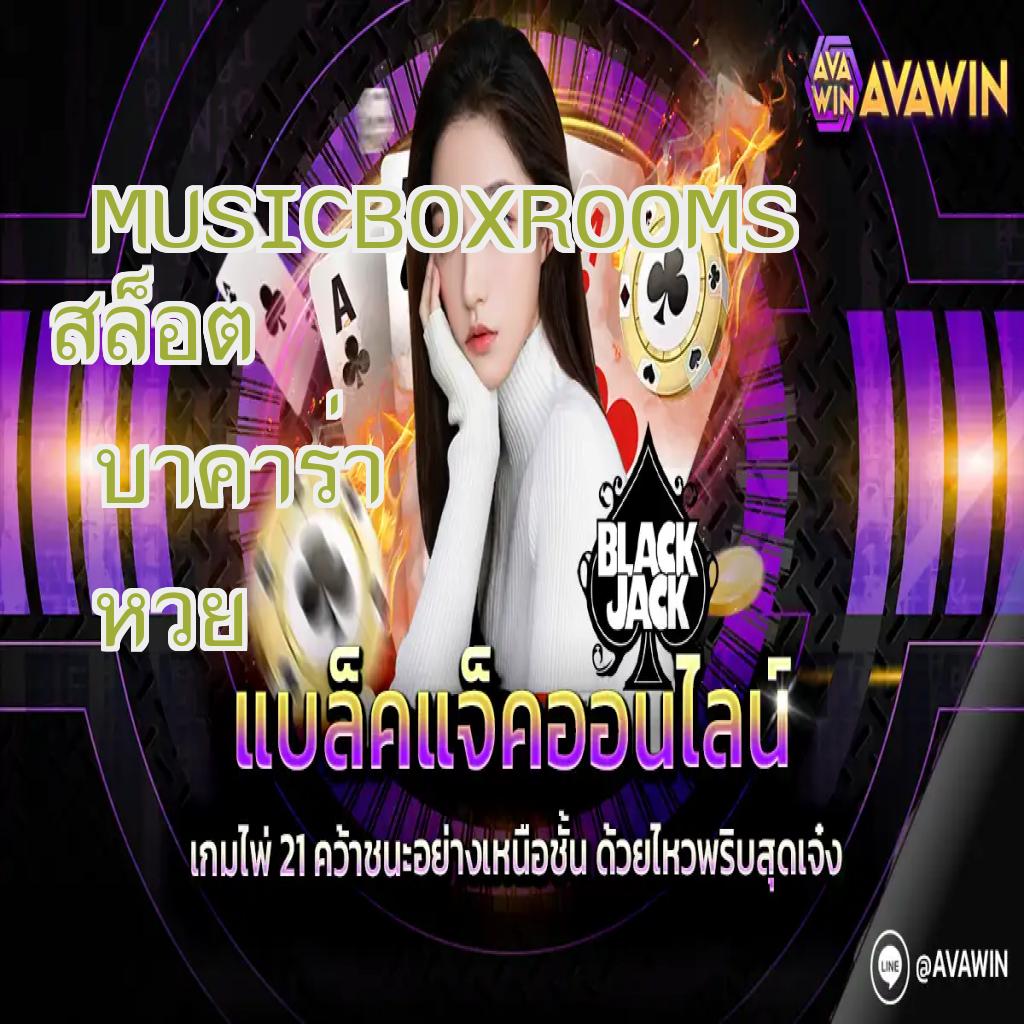 AVA
WIN AVAWIN
MUSICBOXROOMS
สล็อต
บาคาร่า
หวย
A
BLACK
JACK
แบล็คแจ็คออนไลน์
เกมไพ่ 21 คว้าชนะอย่างเหนือชั้น ด้วยไหวพริบสุดเจ๋ง
LINE @AVAWIN